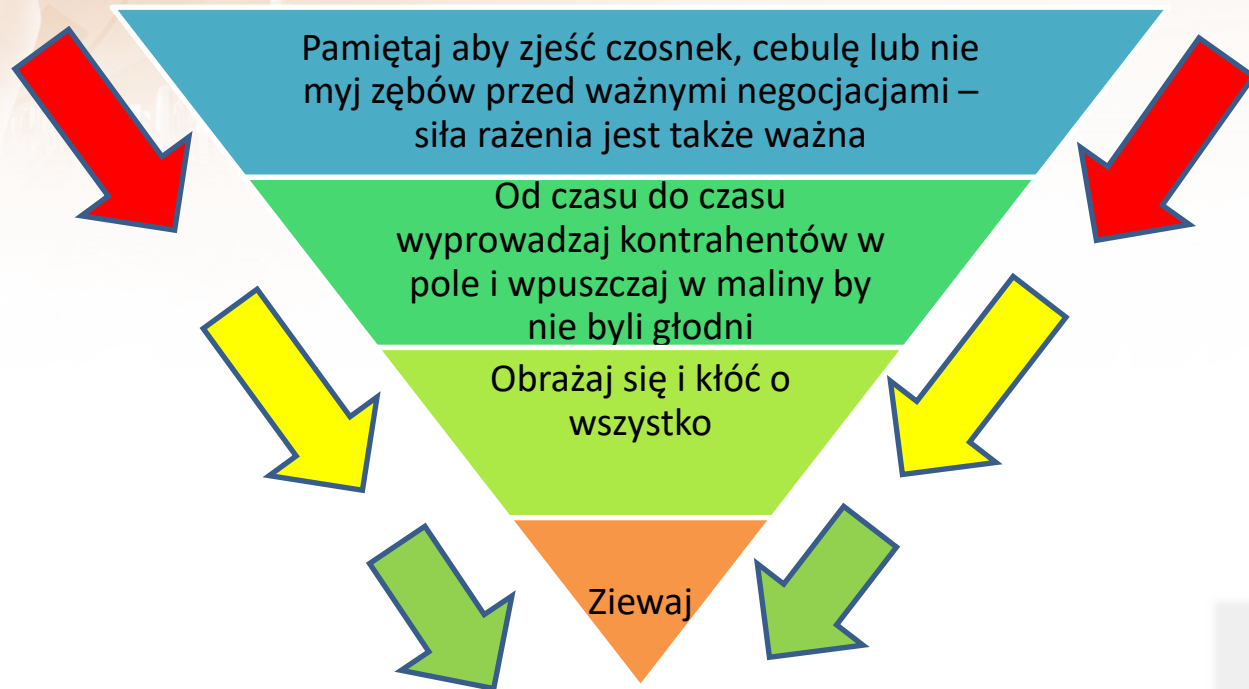 Pamiętaj aby zjeść czosnek, cebulę lub nie
myj zębów przed ważnymi negocjacjami –
siła rażenia jest także ważna
Od czasu do czasu
wyprowadzaj kontrahentów w
pole i wpuszczaj w maliny by
nie byli głodni
Obrażaj się i kłóć o
wszystko
Ziewaj